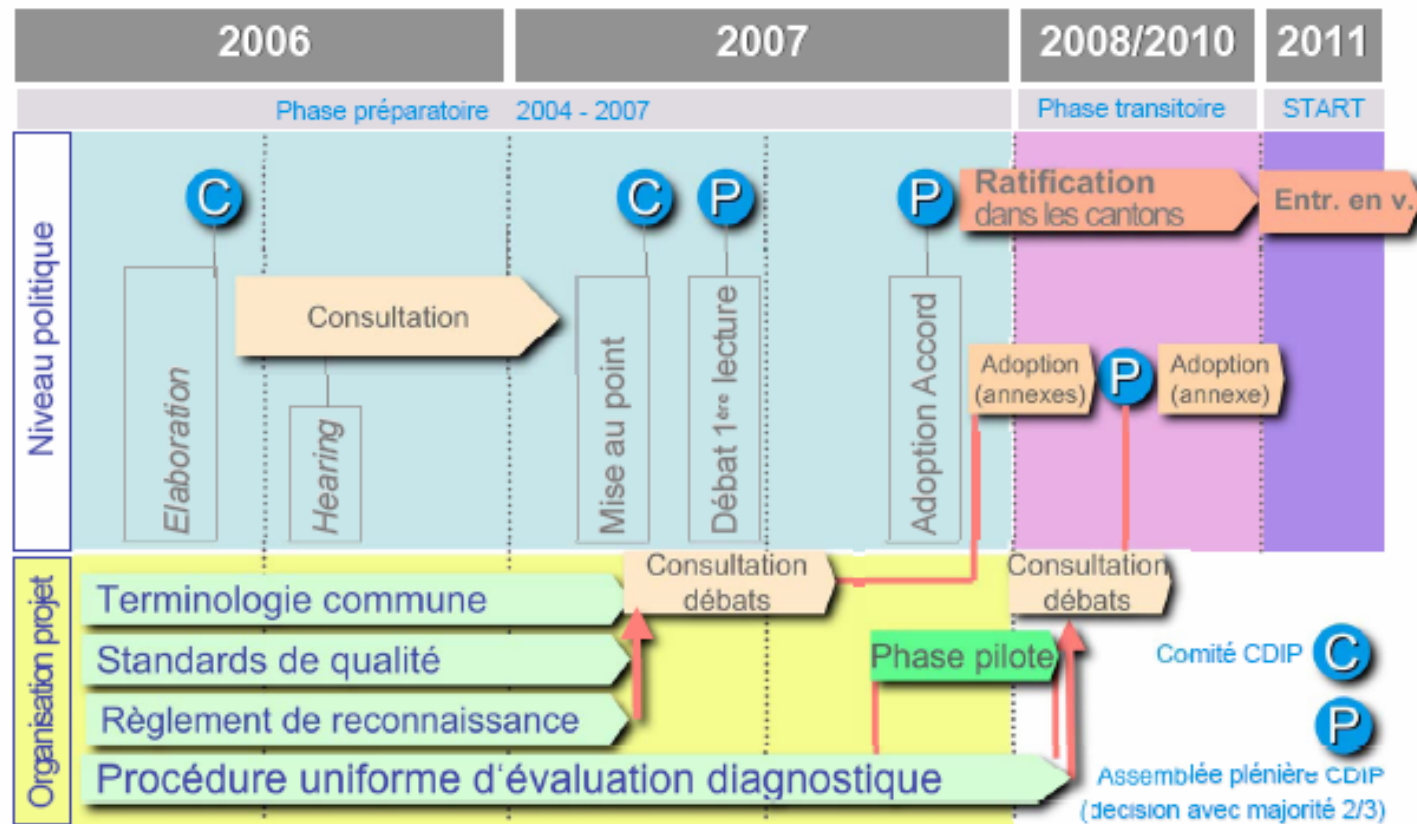 2006
2007
2008/2010
2011
Phase préparatoire 2004 - 2007
Phase transitoire
START
Niveau politique
C
C
P
P
Ratification
dans les cantons
Entr. en v.
Elaboration
Consultation
Hearing
Mise au point
Débat 1ère lecture
Adoption Accord
Adoption
(annexes)
P
Adoption
(annexe)
Organisation projet
Terminologie commune
Consultation
débats
Consultation
débats
Standards de qualité
Phase pilote
Règlement de reconnaissance
Procédure uniforme d'évaluation diagnostique
Comité CDIP C
P
Assemblée plénière CDIP
(decision avec majorité 2/3)